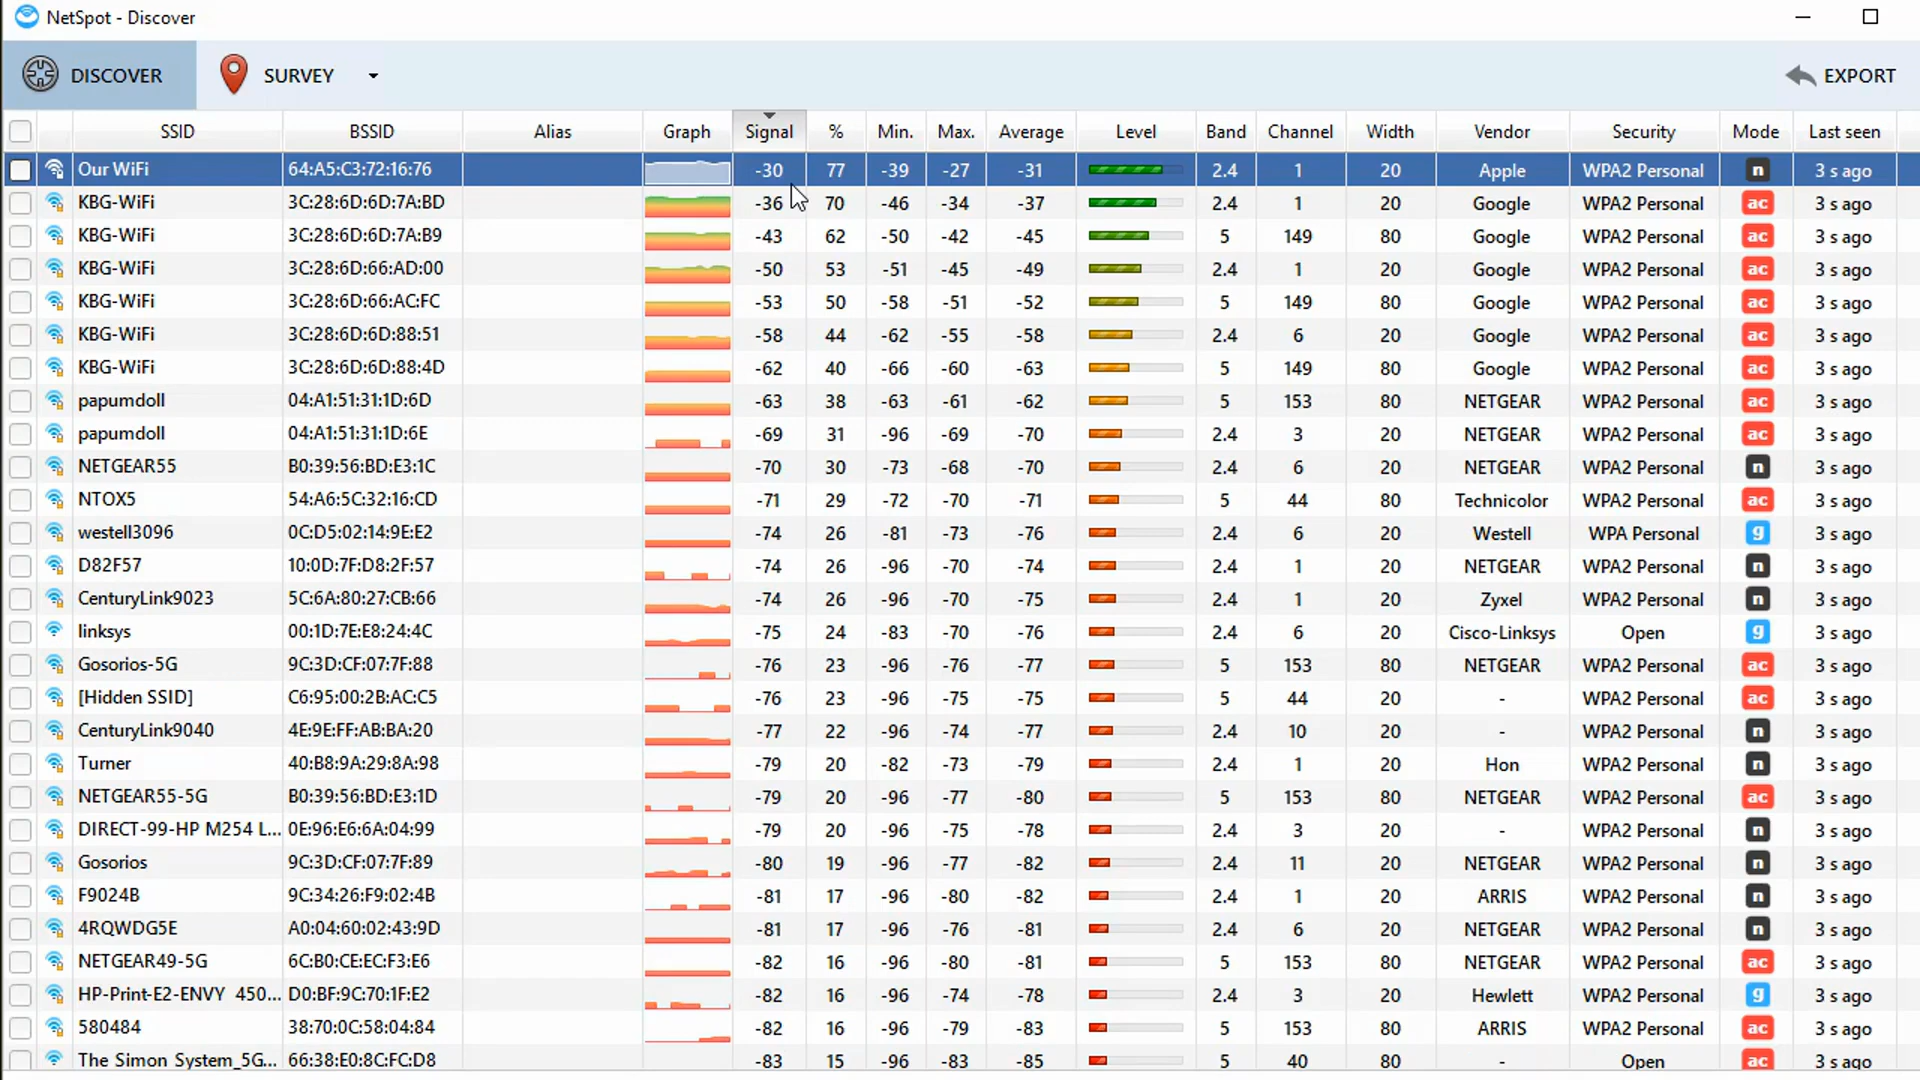 NetSpot - Discover
DISCOVER SURVEY EXPORT
SSID BSSID Alias Graph Signal % Min. Max. Average Level Band Channel Width Vendor Security Mode Last seen
Our WiFi 64:A5:C3:72:16:76 -30 77 -39 -27 -31 2.4 1 20 Apple WPA2 Personal n 3 s ago
KBG-WiFi 3C:28:6D:6D:7A:BD -36 70 -46 -34 -37 2.4 1 20 Google WPA2 Personal ac 3 s ago
KBG-WiFi 3C:28:6D:6D:7A:B9 -43 62 -50 -42 -45 5 149 80 Google WPA2 Personal ac 3 s ago
KBG-WiFi 3C:28:6D:66:AD:00 -50 53 -51 -45 -49 2.4 1 20 Google WPA2 Personal ac 3 s ago
KBG-WiFi 3C:28:6D:66:AC:FC -53 50 -58 -51 -52 5 149 80 Google WPA2 Personal ac 3 s ago
KBG-WiFi 3C:28:6D:6D:88:51 -58 44 -62 -55 -58 2.4 6 20 Google WPA2 Personal ac 3 s ago
KBG-WiFi 3C:28:6D:6D:88:4D -62 40 -66 -60 -63 5 149 80 Google WPA2 Personal ac 3 s ago
papumdoll 04:A1:51:31:1D:6D -63 38 -63 -61 -62 5 153 80 NETGEAR WPA2 Personal ac 3 s ago
papumdoll 04:A1:51:31:1D:6E -69 31 -96 -69 -70 2.4 3 20 NETGEAR WPA2 Personal ac 3 s ago
NETGEAR55 B0:39:56:BD:E3:1C -70 30 -73 -68 -70 2.4 6 20 NETGEAR WPA2 Personal n 3 s ago
NTOX5 54:A6:5C:32:16:CD -71 29 -72 -70 -71 5 44 80 Technicolor WPA2 Personal ac 3 s ago
westell3096 0C:D5:02:14:9E:E2 -74 26 -81 -73 -76 2.4 6 20 Westell WPA Personal g 3 s ago
D82F57 10:0D:7F:D8:2F:57 -74 26 -96 -70 -74 2.4 1 20 NETGEAR WPA2 Personal n 3 s ago
CenturyLink9023 5C:6A:80:27:CB:66 -74 26 -96 -70 -75 2.4 1 20 Zyxel WPA2 Personal n 3 s ago
linksys 00:1D:7E:E8:24:4C -75 24 -83 -70 -76 2.4 6 20 Cisco-Linksys Open g 3 s ago
Gosorios-5G 9C:3D:CF:07:7F:88 -76 23 -96 -76 -77 5 153 80 NETGEAR WPA2 Personal ac 3 s ago
[Hidden SSID] C6:95:00:2B:AC:C5 -76 23 -96 -75 -75 5 44 20 - WPA2 Personal ac 3 s ago
CenturyLink9040 4E:9E:FF:AB:BA:20 -77 22 -96 -74 -77 2.4 10 20 - WPA2 Personal n 3 s ago
Turner 40:B8:9A:29:8A:98 -79 20 -82 -73 -79 2.4 1 20 Hon WPA2 Personal n 3 s ago
NETGEAR55-5G B0:39:56:BD:E3:1D -79 20 -96 -77 -80 5 153 80 NETGEAR WPA2 Personal ac 3 s ago
DIRECT-99-HP M254 L... 0E:96:E6:6A:04:99 -79 20 -96 -75 -78 2.4 3 20 - WPA2 Personal n 3 s ago
Gosorios 9C:3D:CF:07:7F:89 -80 19 -96 -77 -82 2.4 11 20 NETGEAR WPA2 Personal n 3 s ago
F9024B 9C:34:26:F9:02:4B -81 17 -96 -80 -82 2.4 1 20 ARRIS WPA2 Personal n 3 s ago
4RQWDG5E A0:04:60:02:43:9D -81 17 -96 -76 -81 2.4 6 20 NETGEAR WPA2 Personal n 3 s ago
NETGEAR49-5G 6C:B0:CE:EC:F3:E6 -82 16 -96 -80 -81 5 153 80 NETGEAR WPA2 Personal ac 3 s ago
HP-Print-E2-ENVY 450... D0:BF:9C:70:1F:E2 -82 16 -96 -74 -78 2.4 3 20 Hewlett WPA2 Personal g 3 s ago
580484 38:70:0C:58:04:84 -82 16 -96 -79 -83 5 153 80 ARRIS WPA2 Personal ac 3 s ago
The Simon System_5G... 66:38:E0:8C:FC:D8 -83 15 -96 -83 -85 5 40 80 - Open ac 3 s ago